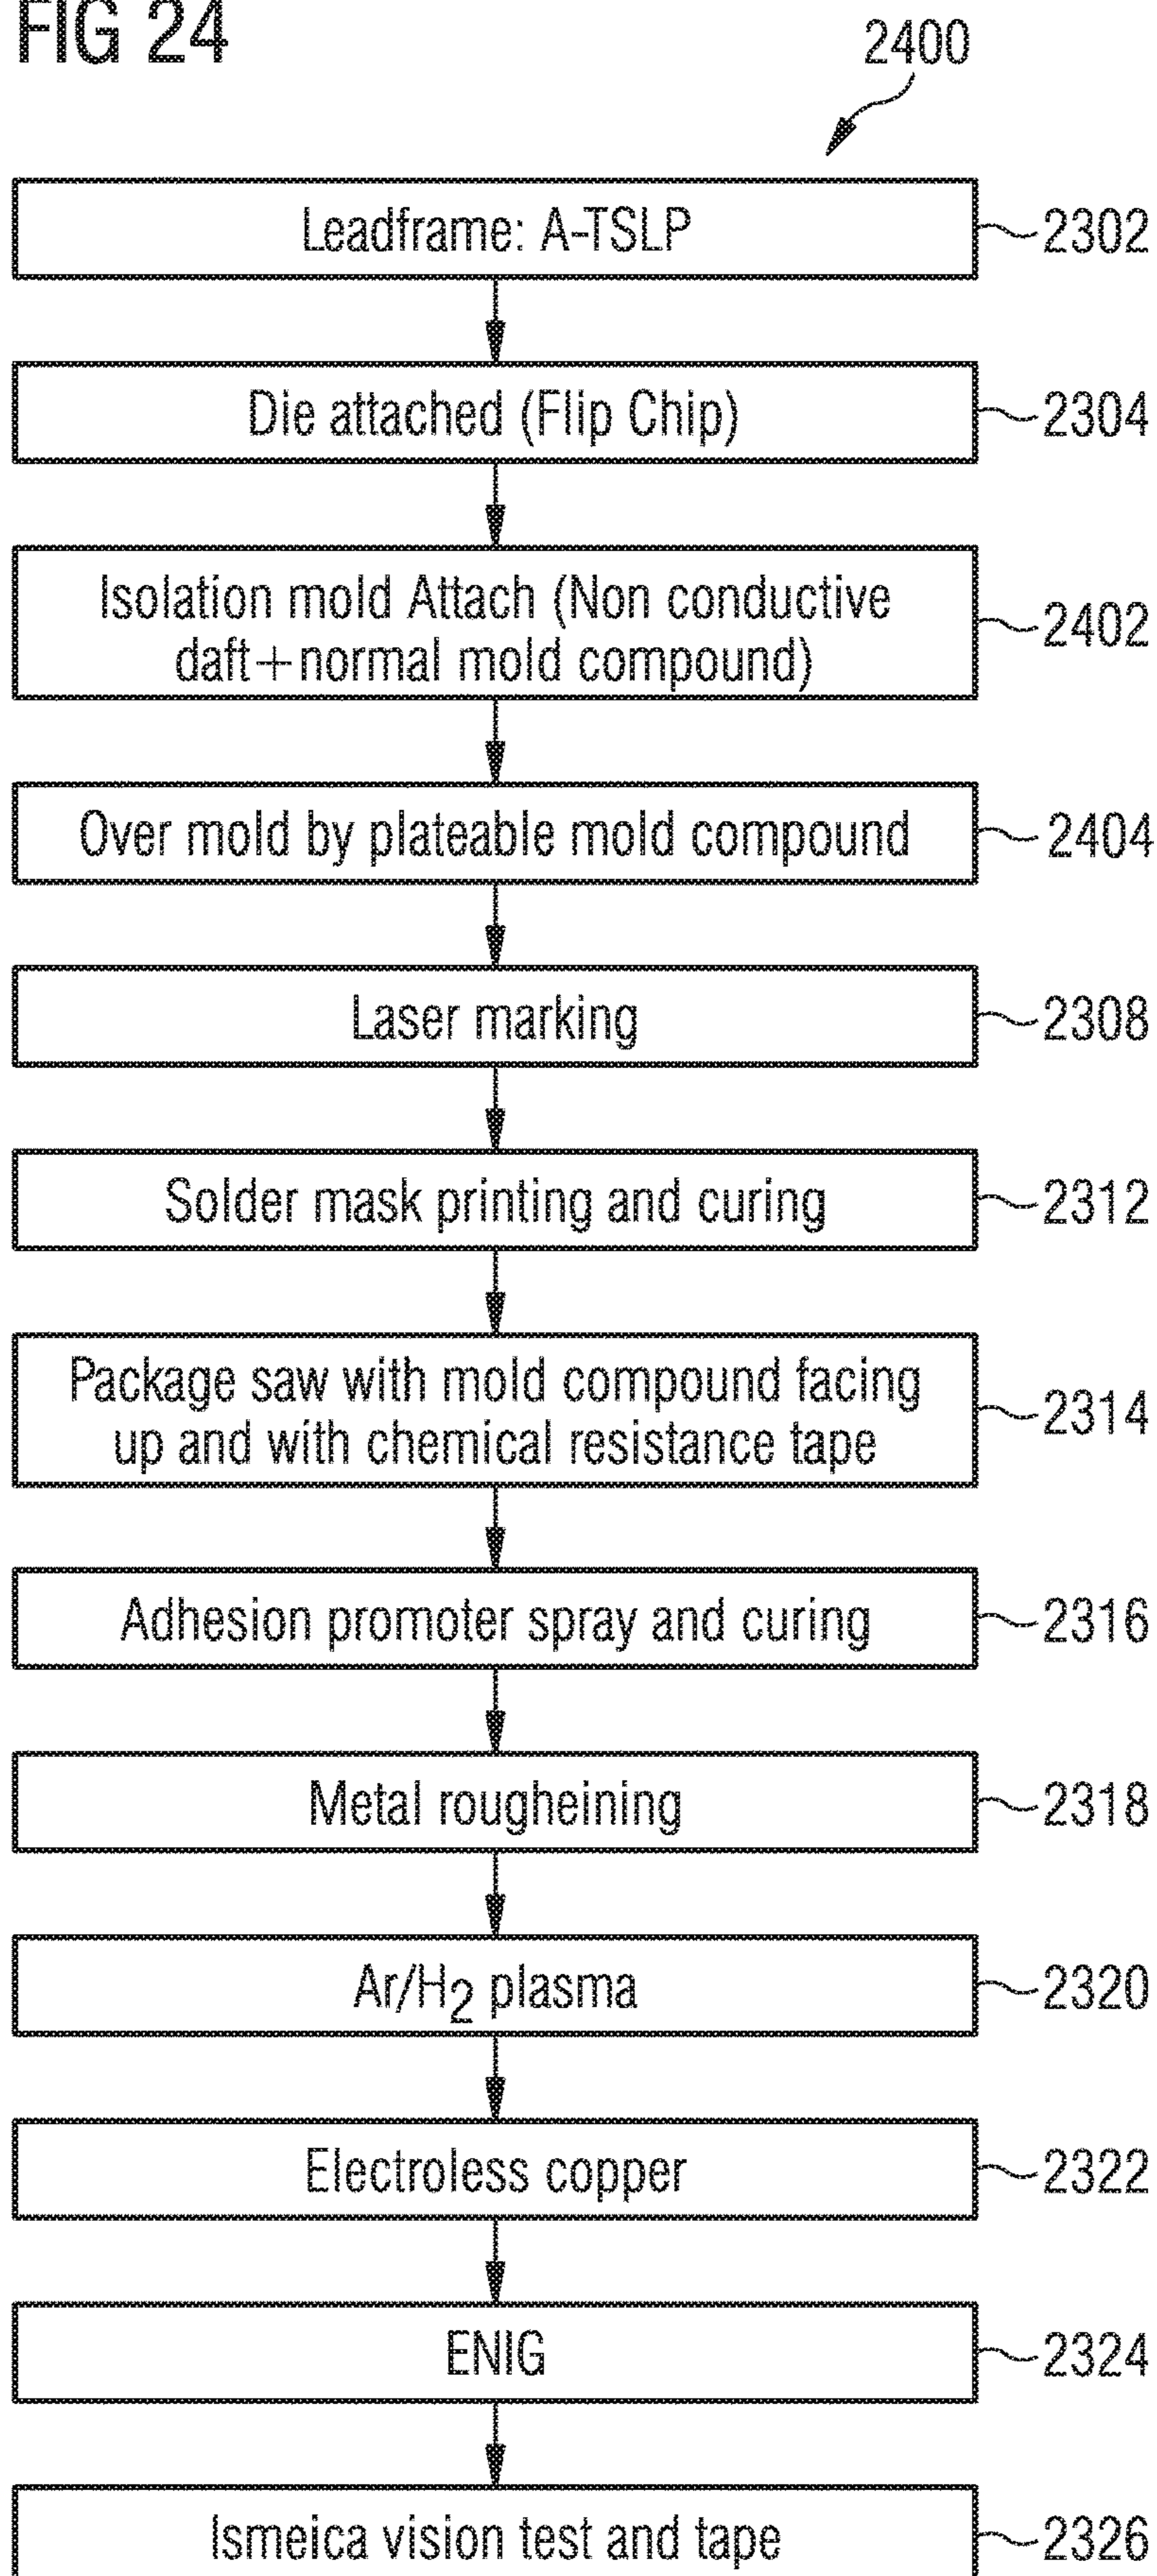 FIG 24
2400
Leadframe: A-TSLP
2302
Die attached (Flip Chip)
2304
Isolation mold Attach (Non conductive
daft+normal mold compound)
2402
Over mold by plateable mold compound
2404
Laser marking
2308
Solder mask printing and curing
2312
Package saw with mold compound facing
up and with chemical resistance tape
2314
Adhesion promoter spray and curing
2316
Metal rougheining
2318
Ar/H2 plasma
2320
Electroless copper
2322
ENIG
2324
Ismeica vision test and tape
2326